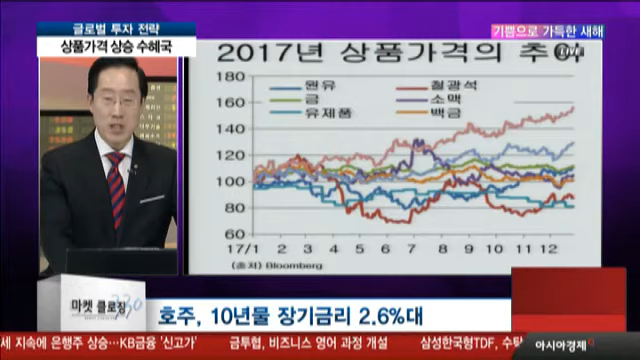 글로벌 투자 전략
상품가격 상승 수혜국
기쁨으로 가득한 새해
2017년 상품가격의 추이
LIVE
180
160
140
120
100
80
60
원유
철광석
금
소맥
유제품
백금
17/1 2 3 4 5 6 7 8 9 10 11 12
(출처) Bloomberg
마켓 클로징
330
호주, 10년물 장기금리 2.6%대
세 지속에 은행주 상승…KB금융 '신고가' 금투협, 비즈니스 영어 과정 개설 삼성한국형TDF, 수탁
아시아경제